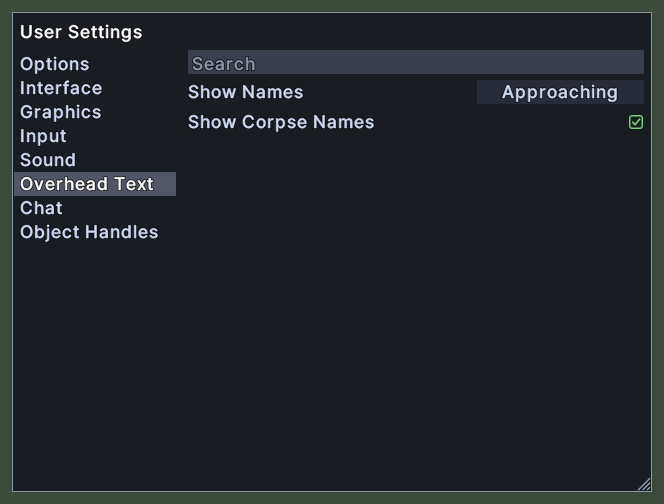 User Settings
Options
Interface
Graphics
Input
Sound
Overhead Text
Chat
Object Handles
Search
Show Names
Approaching
Show Corpse Names